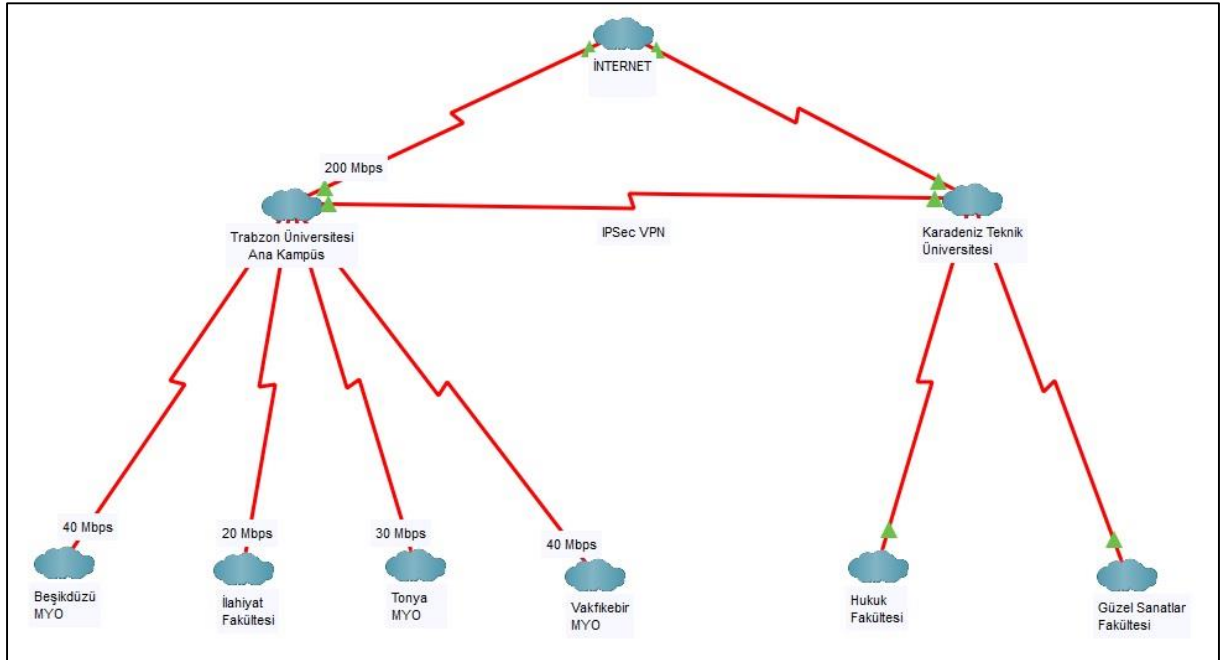 İNTERNET
200 Mbps
Trabzon Üniversitesi
Ana Kampüs
IPSec VPN
Karadeniz Teknik
Üniversitesi
40 Mbps
20 Mbps
30 Mbps
40 Mbps
Beşikdüzü
MYO
İlahiyat
Fakültesi
Tonya
MYO
Vakfıkebir
MYO
Hukuk
Fakültesi
Güzel Sanatlar
Fakültesi